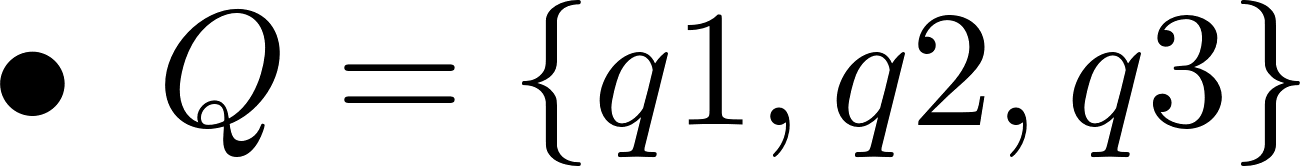 • Q = {q1, q2, q3}